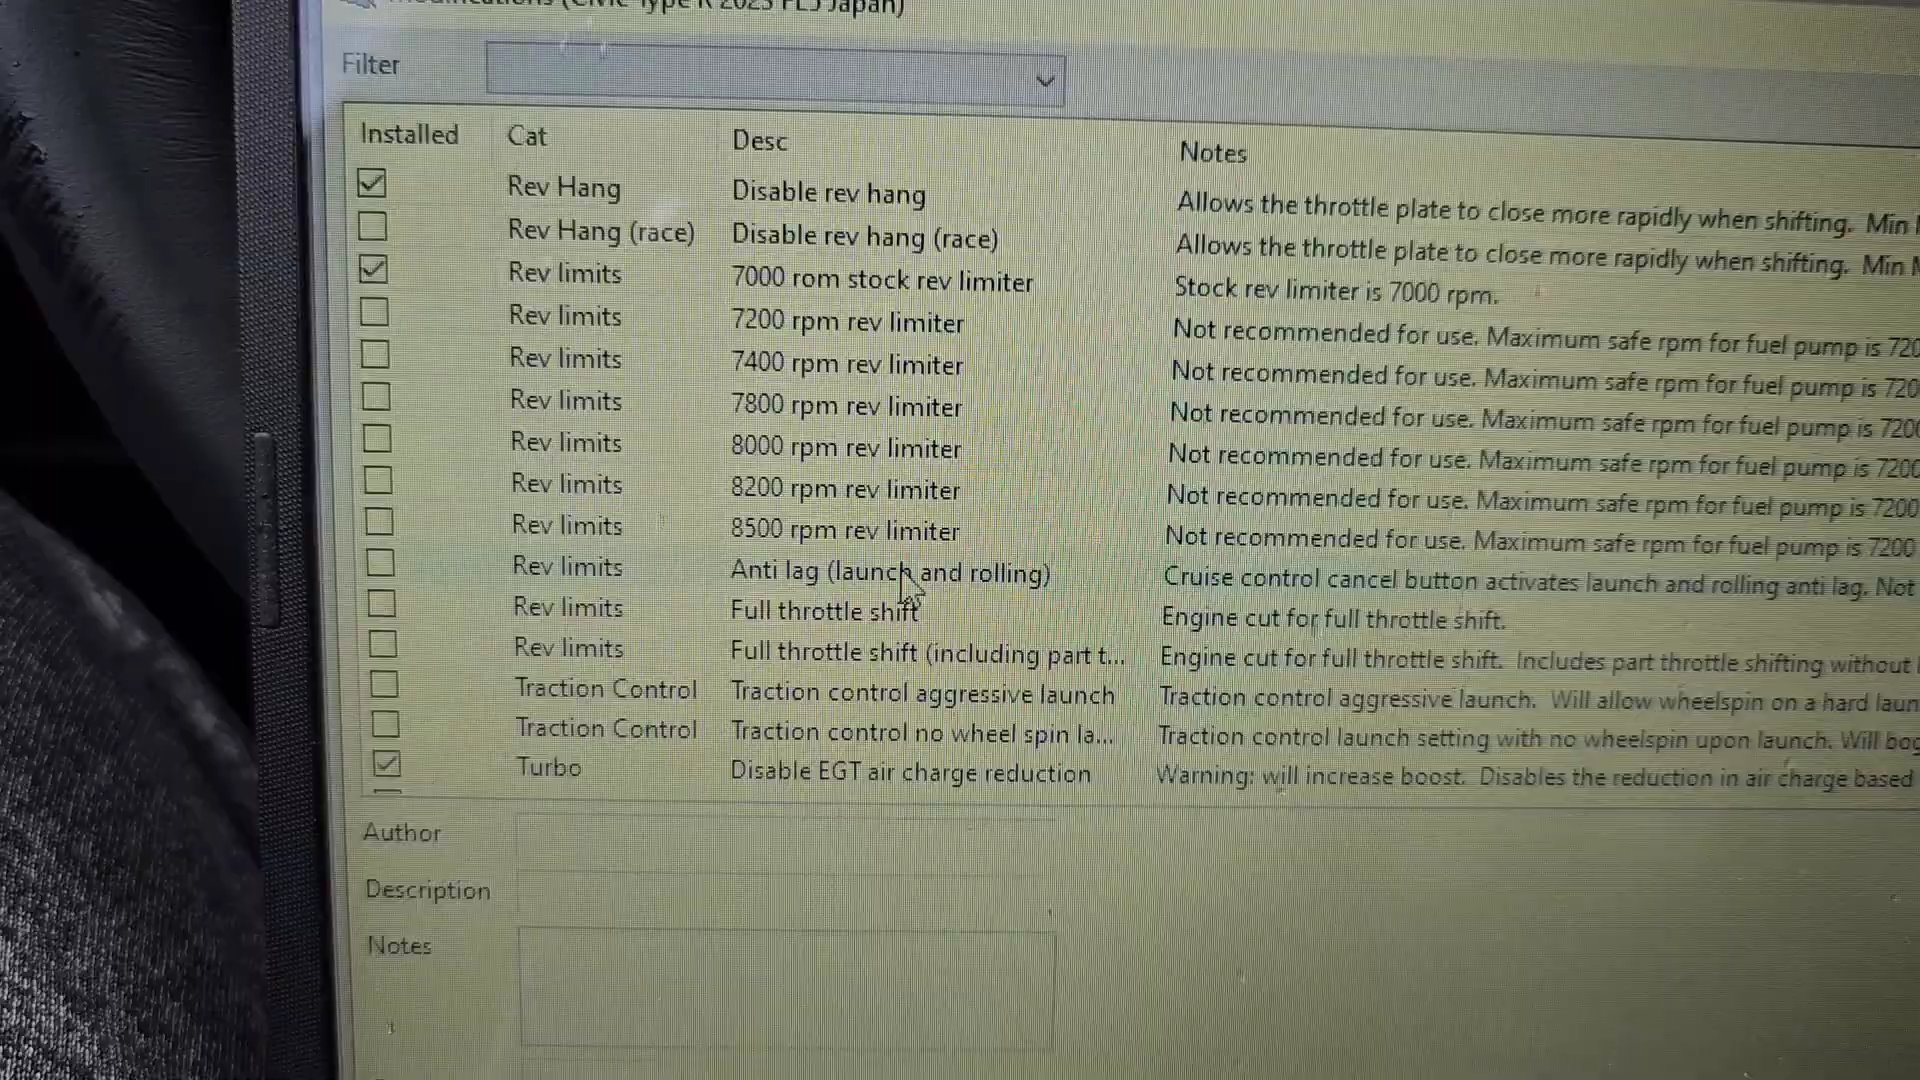 Modifications (Civic Type R 2023 FL5 Japan)
Filter
Installed Cat Desc Notes
Rev Hang Disable rev hang Allows the throttle plate to close more rapidly when shifting. Min
Rev Hang (race) Disable rev hang (race) Allows the throttle plate to close more rapidly when shifting. Min
Rev limits 7000 rom stock rev limiter Stock rev limiter is 7000 rpm.
Rev limits 7200 rpm rev limiter Not recommended for use. Maximum safe rpm for fuel pump is 720
Rev limits 7400 rpm rev limiter Not recommended for use. Maximum safe rpm for fuel pump is 720
Rev limits 7800 rpm rev limiter Not recommended for use. Maximum safe rpm for fuel pump is 7200
Rev limits 8000 rpm rev limiter Not recommended for use. Maximum safe rpm for fuel pump is 7200
Rev limits 8200 rpm rev limiter Not recommended for use. Maximum safe rpm for fuel pump is 7200
Rev limits 8500 rpm rev limiter Not recommended for use. Maximum safe rpm for fuel pump is 7200
Rev limits Anti lag (launch and rolling) Cruise control cancel button activates launch and rolling anti lag. Not
Rev limits Full throttle shift Engine cut for full throttle shift.
Rev limits Full throttle shift (including part t... Engine cut for full throttle shift. Includes part throttle shifting without
Traction Control Traction control aggressive launch Traction control aggressive launch. Will allow wheelspin on a hard laun
Traction Control Traction control no wheel spin la... Traction control launch setting with no wheelspin upon launch. Will bog
Turbo Disable EGT air charge reduction Warning: will increase boost. Disables the reduction in air charge based
Author
Description
Notes